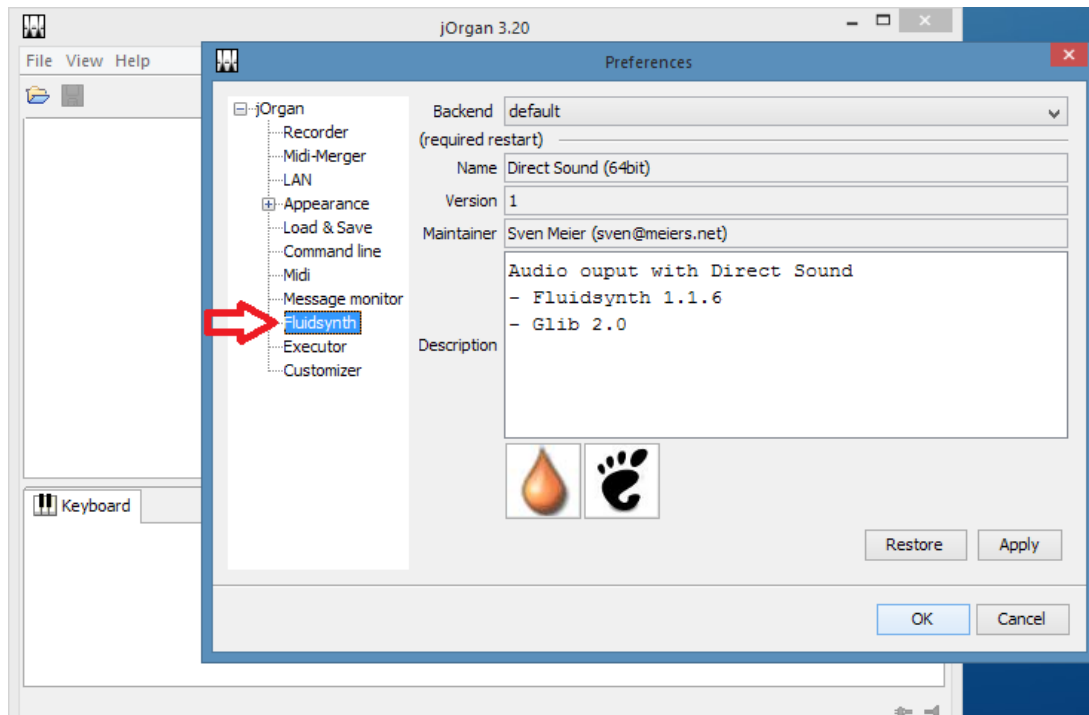 jOrgan 3.20
File View Help
Preferences
jOrgan
Recorder
Midi-Merger
LAN
Appearance
Load & Save
Command line
Midi
Message monitor
Fluidsynth
Executor
Customizer
Backend default
(required restart)
Name Direct Sound (64bit)
Version 1
Maintainer Sven Meier (sven@meiers.net)
Description
Audio ouput with Direct Sound
- Fluidsynth 1.1.6
- Glib 2.0
Restore Apply
OK Cancel
Keyboard